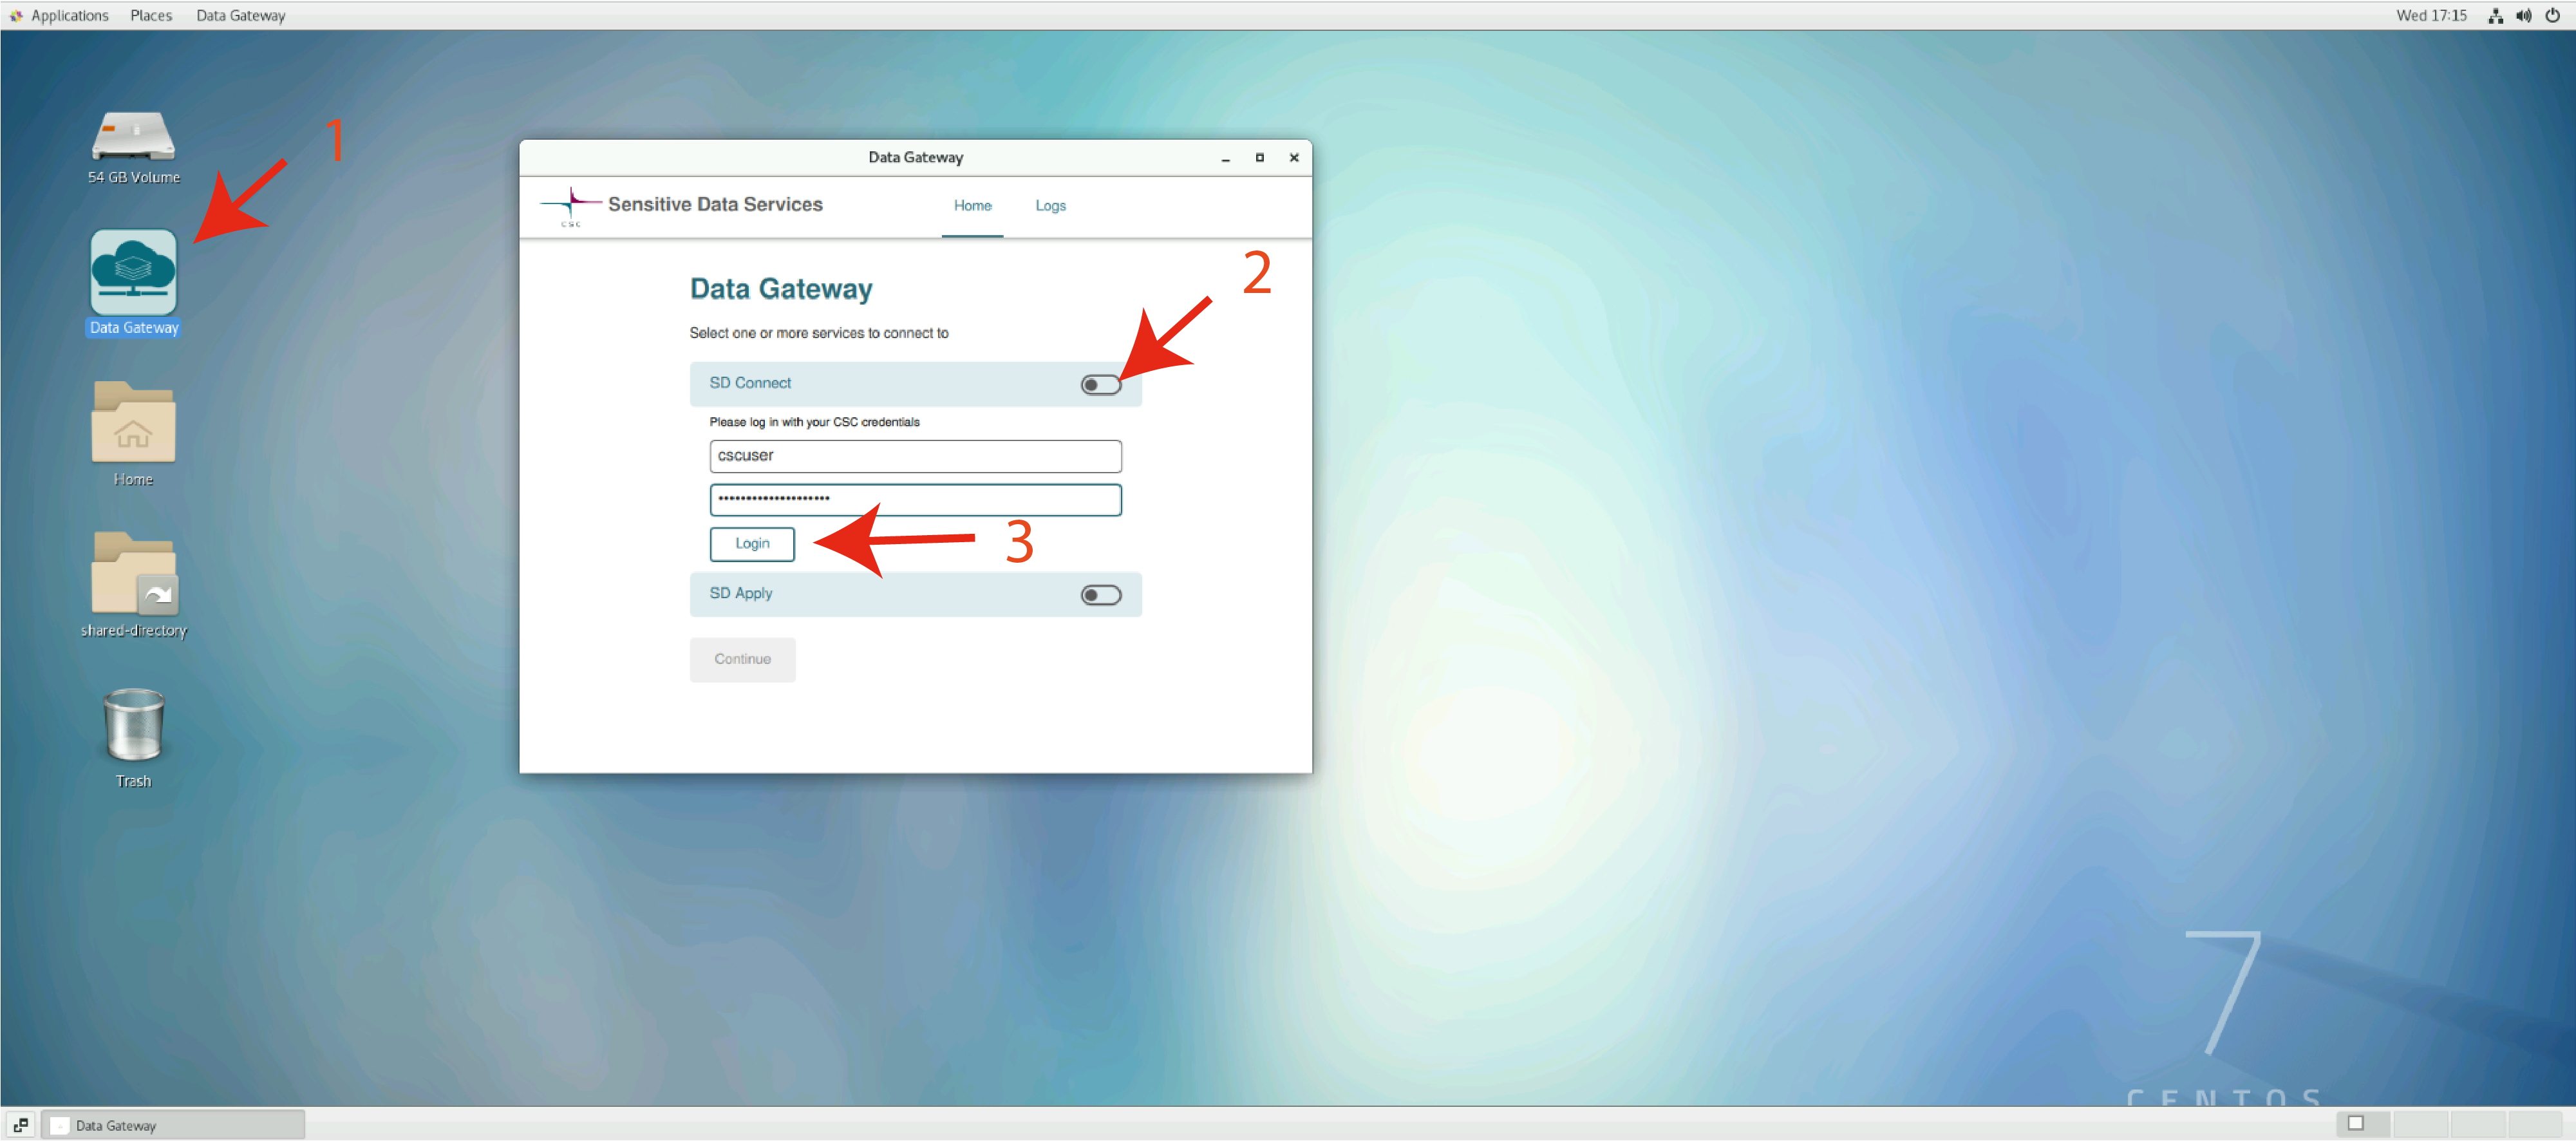 Applications Places Data Gateway Wed 17:15
1
54 GB Volume
Data Gateway
Home
shared-directory
Trash
Data Gateway
CSC
Sensitive Data Services Home Logs
Data Gateway
2
Select one or more services to connect to
SD Connect
Please log in with your CSC credentials
cscuser
••••••••••••••••••••
Login
3
SD Apply
Continue
7
CENTOS
Data Gateway